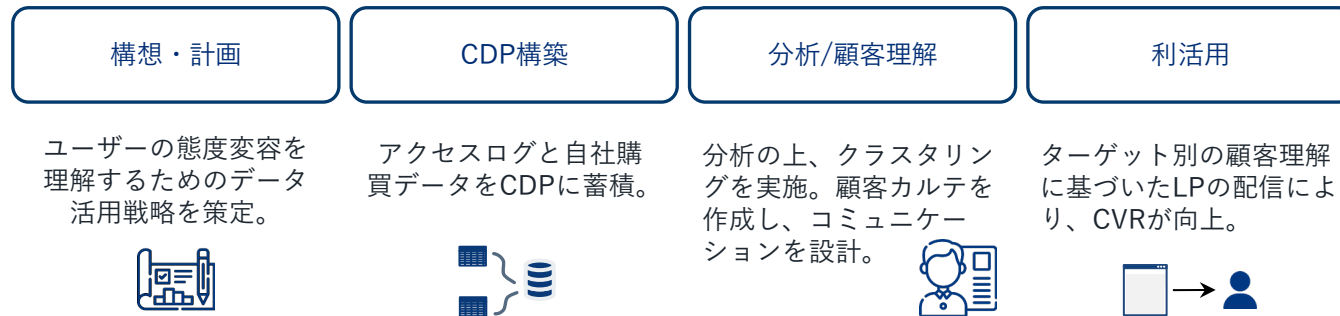 構想・計画
CDP構築
分析/顧客理解
利活用
ユーザーの態度変容を
理解するためのデータ
活用戦略を策定。
アクセスログと自社購
買データをCDPに蓄積。
分析の上、クラスタリン
グを実施。顧客カルテを
作成し、コミュニケー
ションを設計。
ターゲット別の顧客理解
に基づいたLPの配信によ
り、CVRが向上。